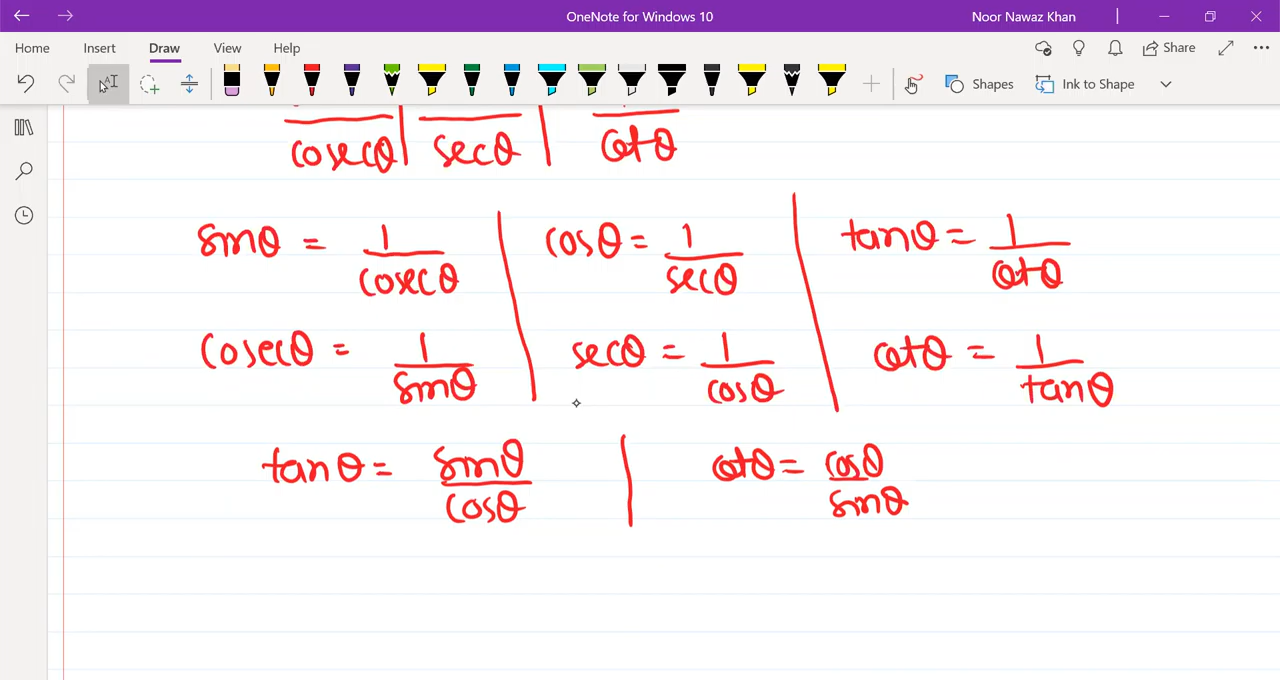 OneNote for Windows 10
Noor Nawaz Khan
Home Insert Draw View Help
Share
Shapes
Ink to Shape
cosecθ | secθ | cotθ
sinθ = 1/cosecθ | cosθ = 1/secθ | tanθ = 1/cotθ
cosecθ = 1/sinθ | secθ = 1/cosθ | cotθ = 1/tanθ
tanθ = sinθ/cosθ | cotθ = cosθ/sinθ